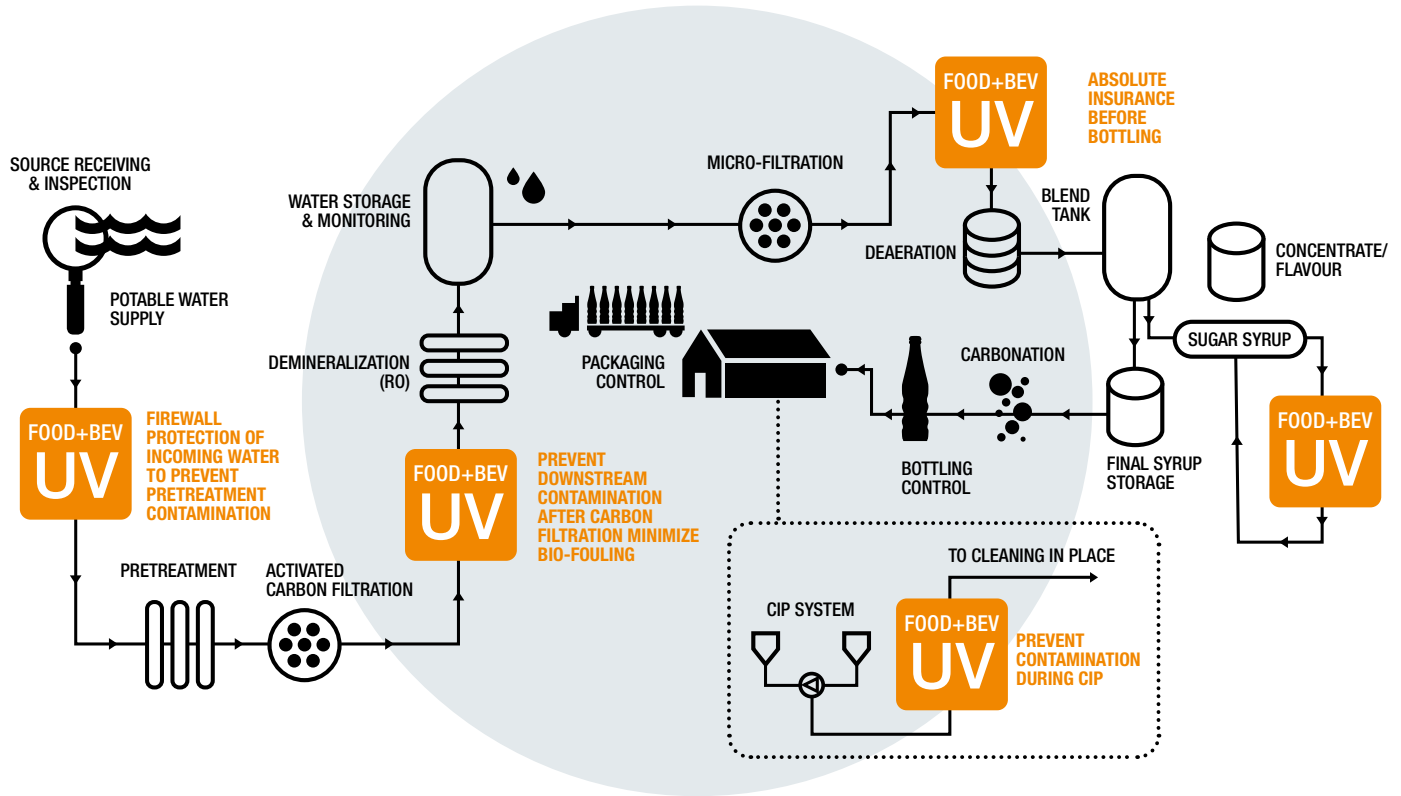 SOURCE RECEIVING
& INSPECTION
POTABLE WATER
SUPPLY
FOOD+BEV
UV
FIREWALL
PROTECTION OF
INCOMING WATER
TO PREVENT
PRETREATMENT
CONTAMINATION
PRETREATMENT
ACTIVATED
CARBON FILTRATION
FOOD+BEV
UV
PREVENT
DOWNSTREAM
CONTAMINATION
AFTER CARBON
FILTRATION MINIMIZE
BIO-FOULING
DEMINERALIZATION
(RO)
WATER STORAGE
& MONITORING
MICRO-FILTRATION
FOOD+BEV
UV
ABSOLUTE
INSURANCE
BEFORE
BOTTLING
DEAERATION
BLEND
TANK
CONCENTRATE/
FLAVOUR
SUGAR SYRUP
FOOD+BEV
UV
FINAL SYRUP
STORAGE
CARBONATION
BOTTLING
CONTROL
PACKAGING
CONTROL
TO CLEANING IN PLACE
CIP SYSTEM
FOOD+BEV
UV
PREVENT
CONTAMINATION
DURING CIP